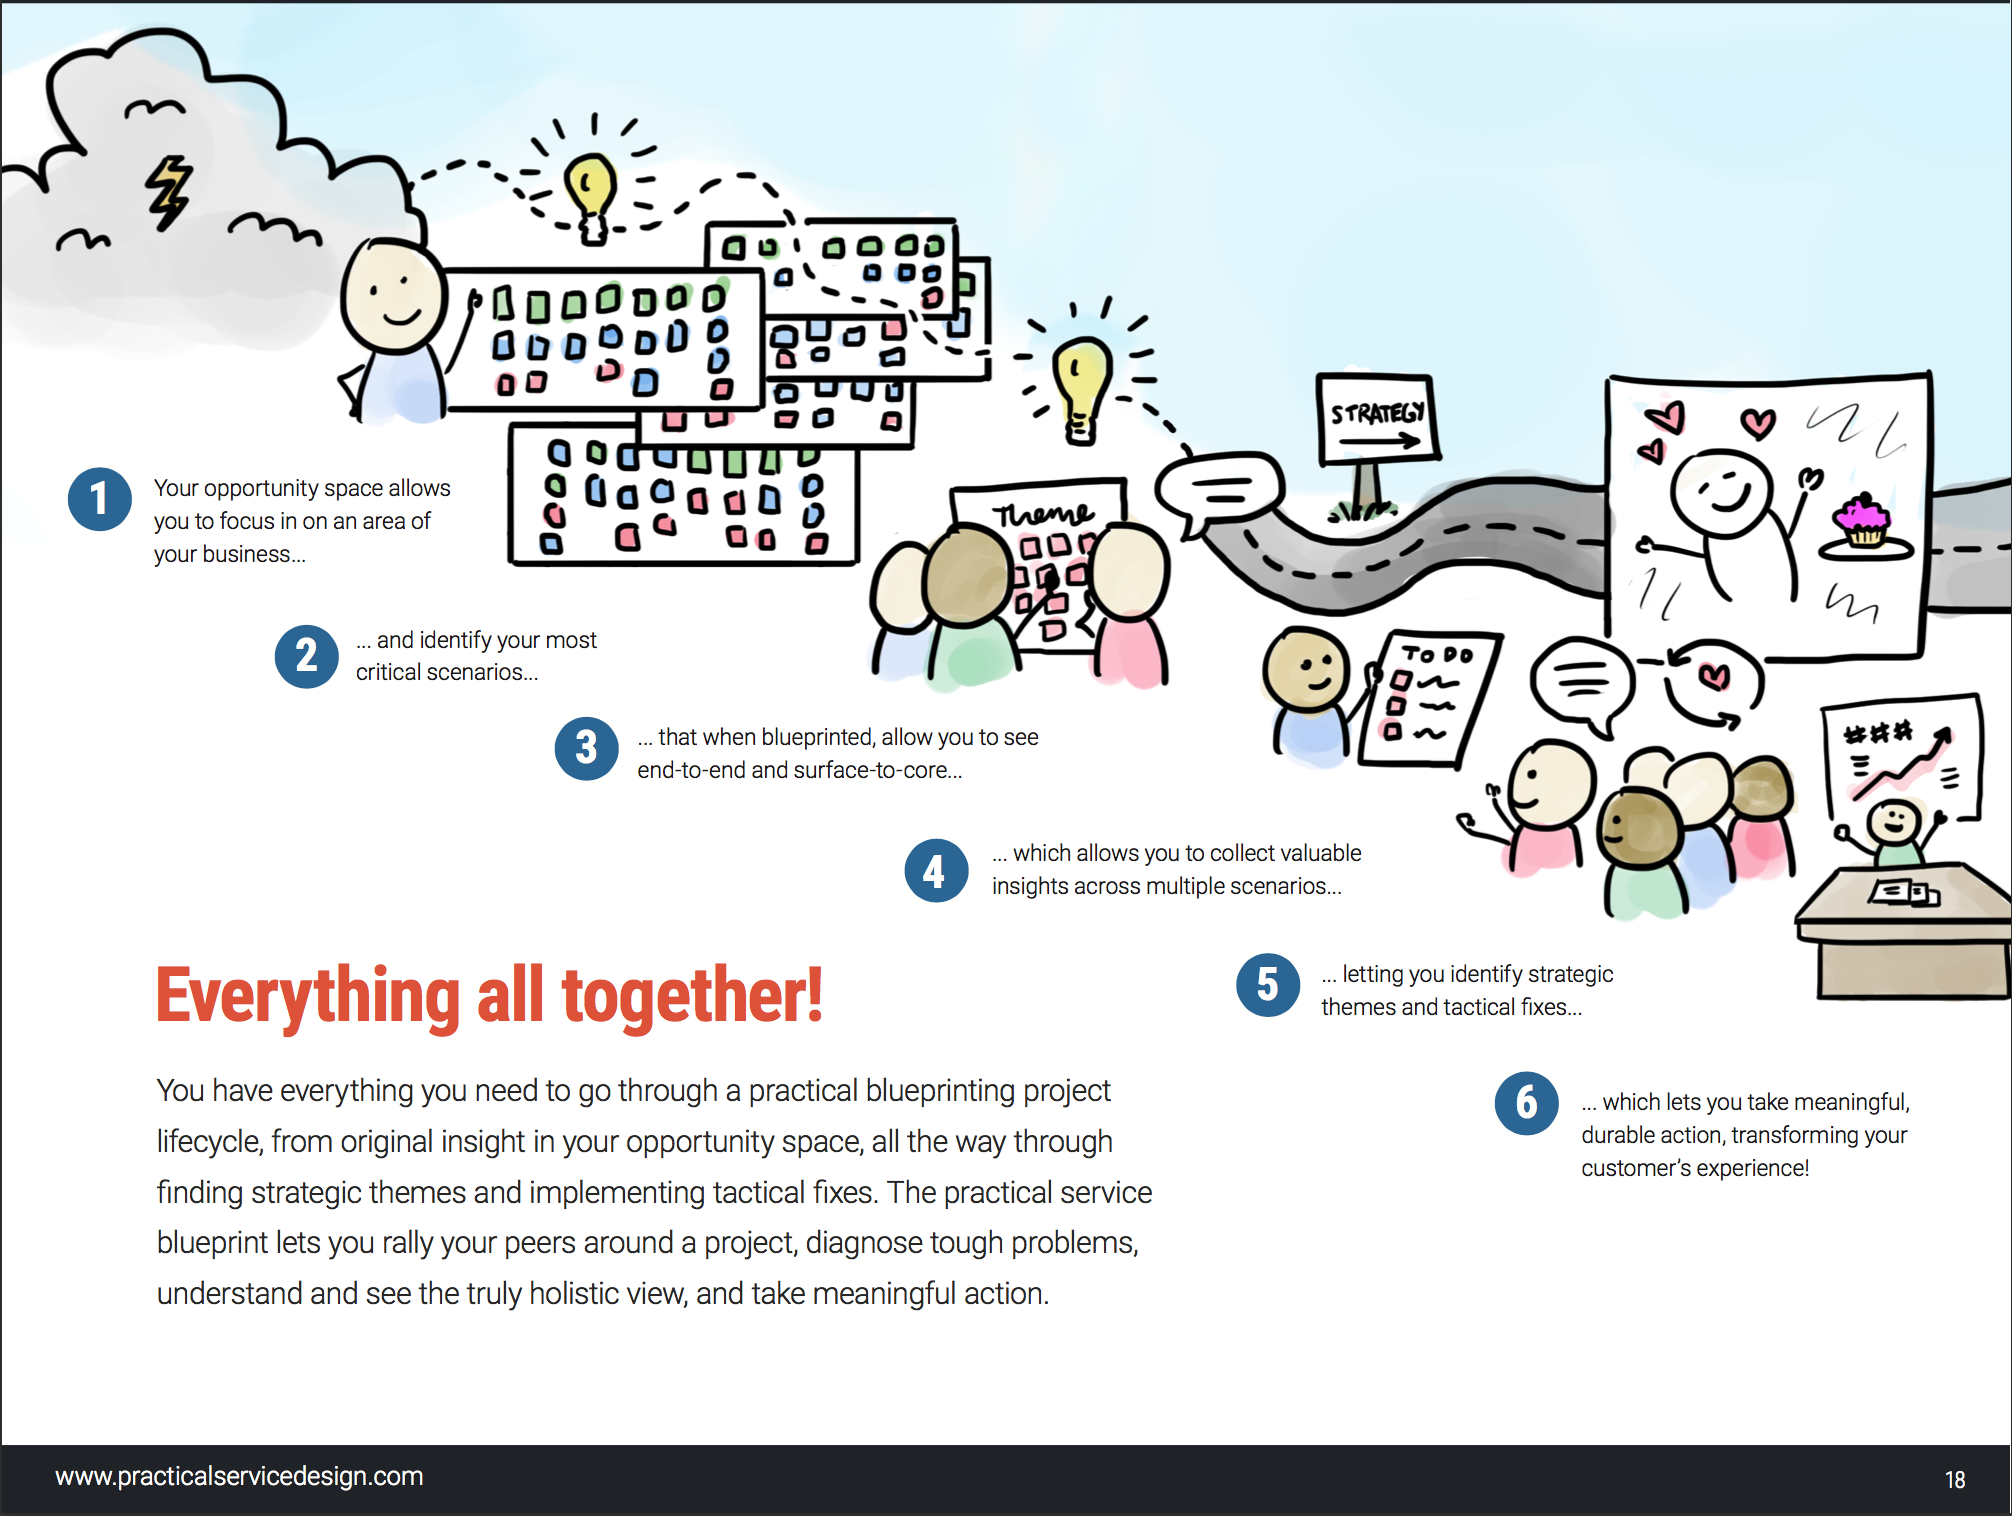 STRATEGY
Theme
TO DO
###
1
Your opportunity space allows
you to focus in on an area of
your business...
2
... and identify your most
critical scenarios...
3
... that when blueprinted, allow you to see
end-to-end and surface-to-core...
4
... which allows you to collect valuable
insights across multiple scenarios...
5
... letting you identify strategic
themes and tactical fixes...
6
... which lets you take meaningful,
durable action, transforming your
customer's experience!
Everything all together!
You have everything you need to go through a practical blueprinting project
lifecycle, from original insight in your opportunity space, all the way through
finding strategic themes and implementing tactical fixes. The practical service
blueprint lets you rally your peers around a project, diagnose tough problems,
understand and see the truly holistic view, and take meaningful action.
www.practicalservicedesign.com
18